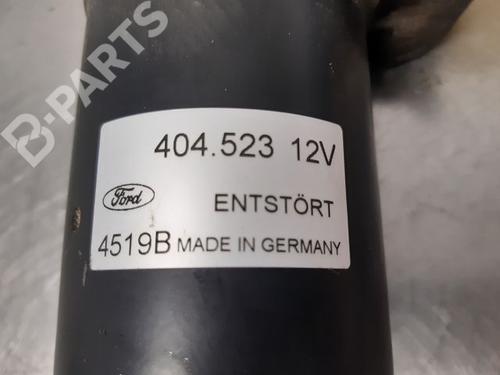 B-PARTS
404.523 12V
Ford
ENTSTÖRT
4519B MADE IN GERMANY